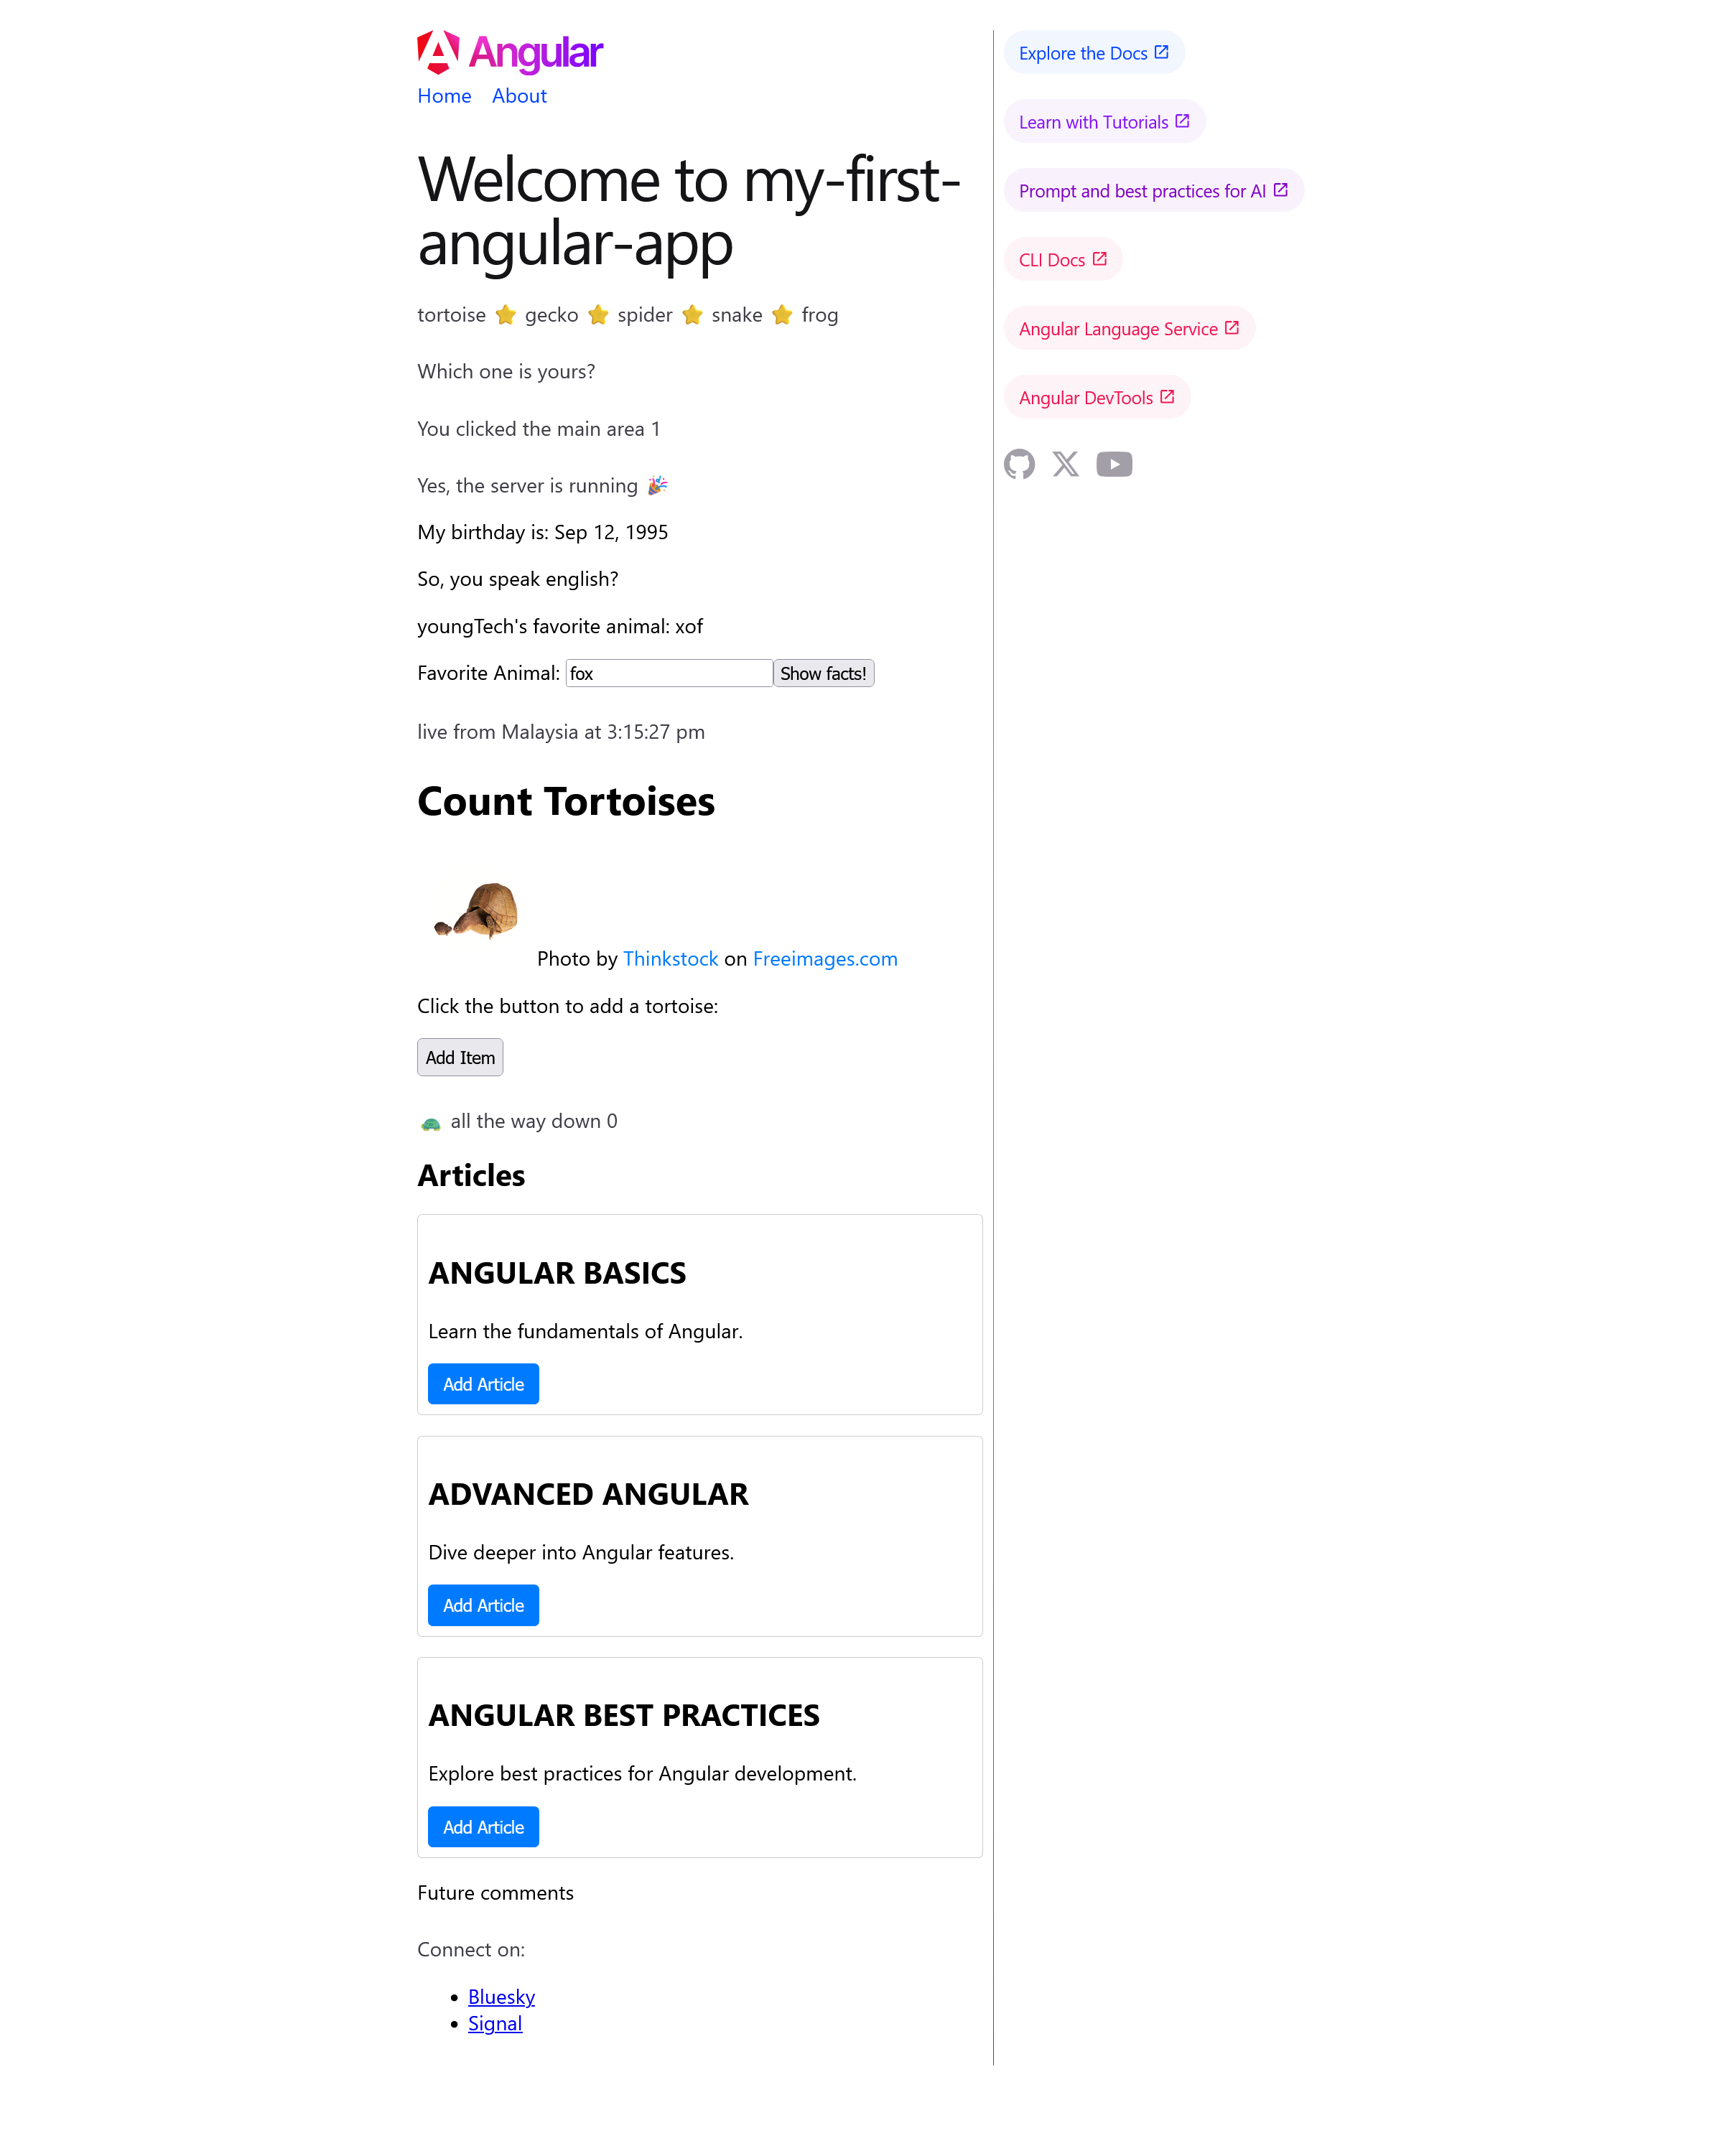 Angular
Home About
Welcome to my-first-
angular-app
tortoise ⭐ gecko ⭐ spider ⭐ snake ⭐ frog
Which one is yours?
You clicked the main area 1
Yes, the server is running 🎉
My birthday is: Sep 12, 1995
So, you speak english?
youngTech's favorite animal: xof
Favorite Animal: fox Show facts!
live from Malaysia at 3:15:27 pm
Count Tortoises
Photo by Thinkstock on Freeimages.com
Click the button to add a tortoise:
Add Item
🐢 all the way down 0
Articles
ANGULAR BASICS
Learn the fundamentals of Angular.
Add Article
ADVANCED ANGULAR
Dive deeper into Angular features.
Add Article
ANGULAR BEST PRACTICES
Explore best practices for Angular development.
Add Article
Future comments
Connect on:
Bluesky
Signal
Explore the Docs
Learn with Tutorials
Prompt and best practices for AI
CLI Docs
Angular Language Service
Angular DevTools